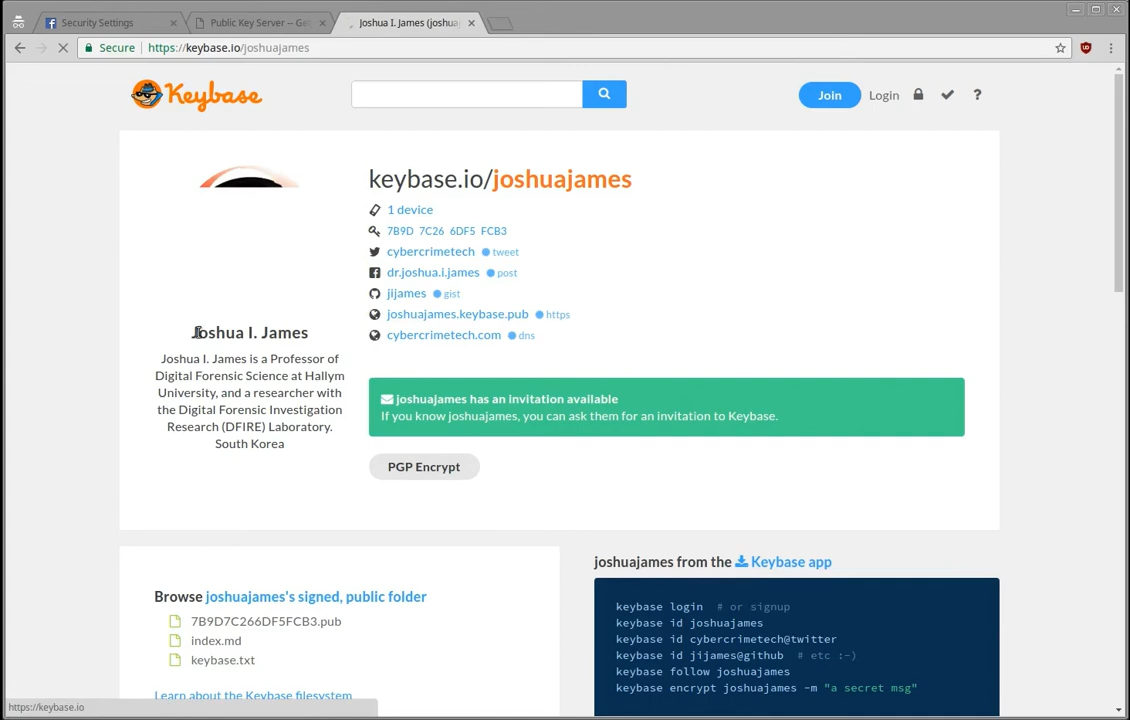 Security Settings
Public Key Server -- Ge
Joshua I. James (joshua
Secure
https://keybase.io/joshuajames
Keybase
Join
Login
?
keybase.io/joshuajames
1 device
7B9D 7C26 6DF5 FCB3
cybercrimetech tweet
dr.joshua.i.james post
jijames gist
joshuajames.keybase.pub https
cybercrimetech.com dns
Joshua I. James
Joshua I. James is a Professor of
Digital Forensic Science at Hallym
University, and a researcher with
the Digital Forensic Investigation
Research (DFIRE) Laboratory.
South Korea
joshuajames has an invitation available
If you know joshuajames, you can ask them for an invitation to Keybase.
PGP Encrypt
Browse joshuajames's signed, public folder
7B9D7C266DF5FCB3.pub
index.md
keybase.txt
Learn about the Keybase filesystem
joshuajames from the Keybase app
keybase login # or signup
keybase id joshuajames
keybase id cybercrimetech@twitter
keybase id jijames@github # etc :-)
keybase follow joshuajames
keybase encrypt joshuajames -m "a secret msg"
https://keybase.io